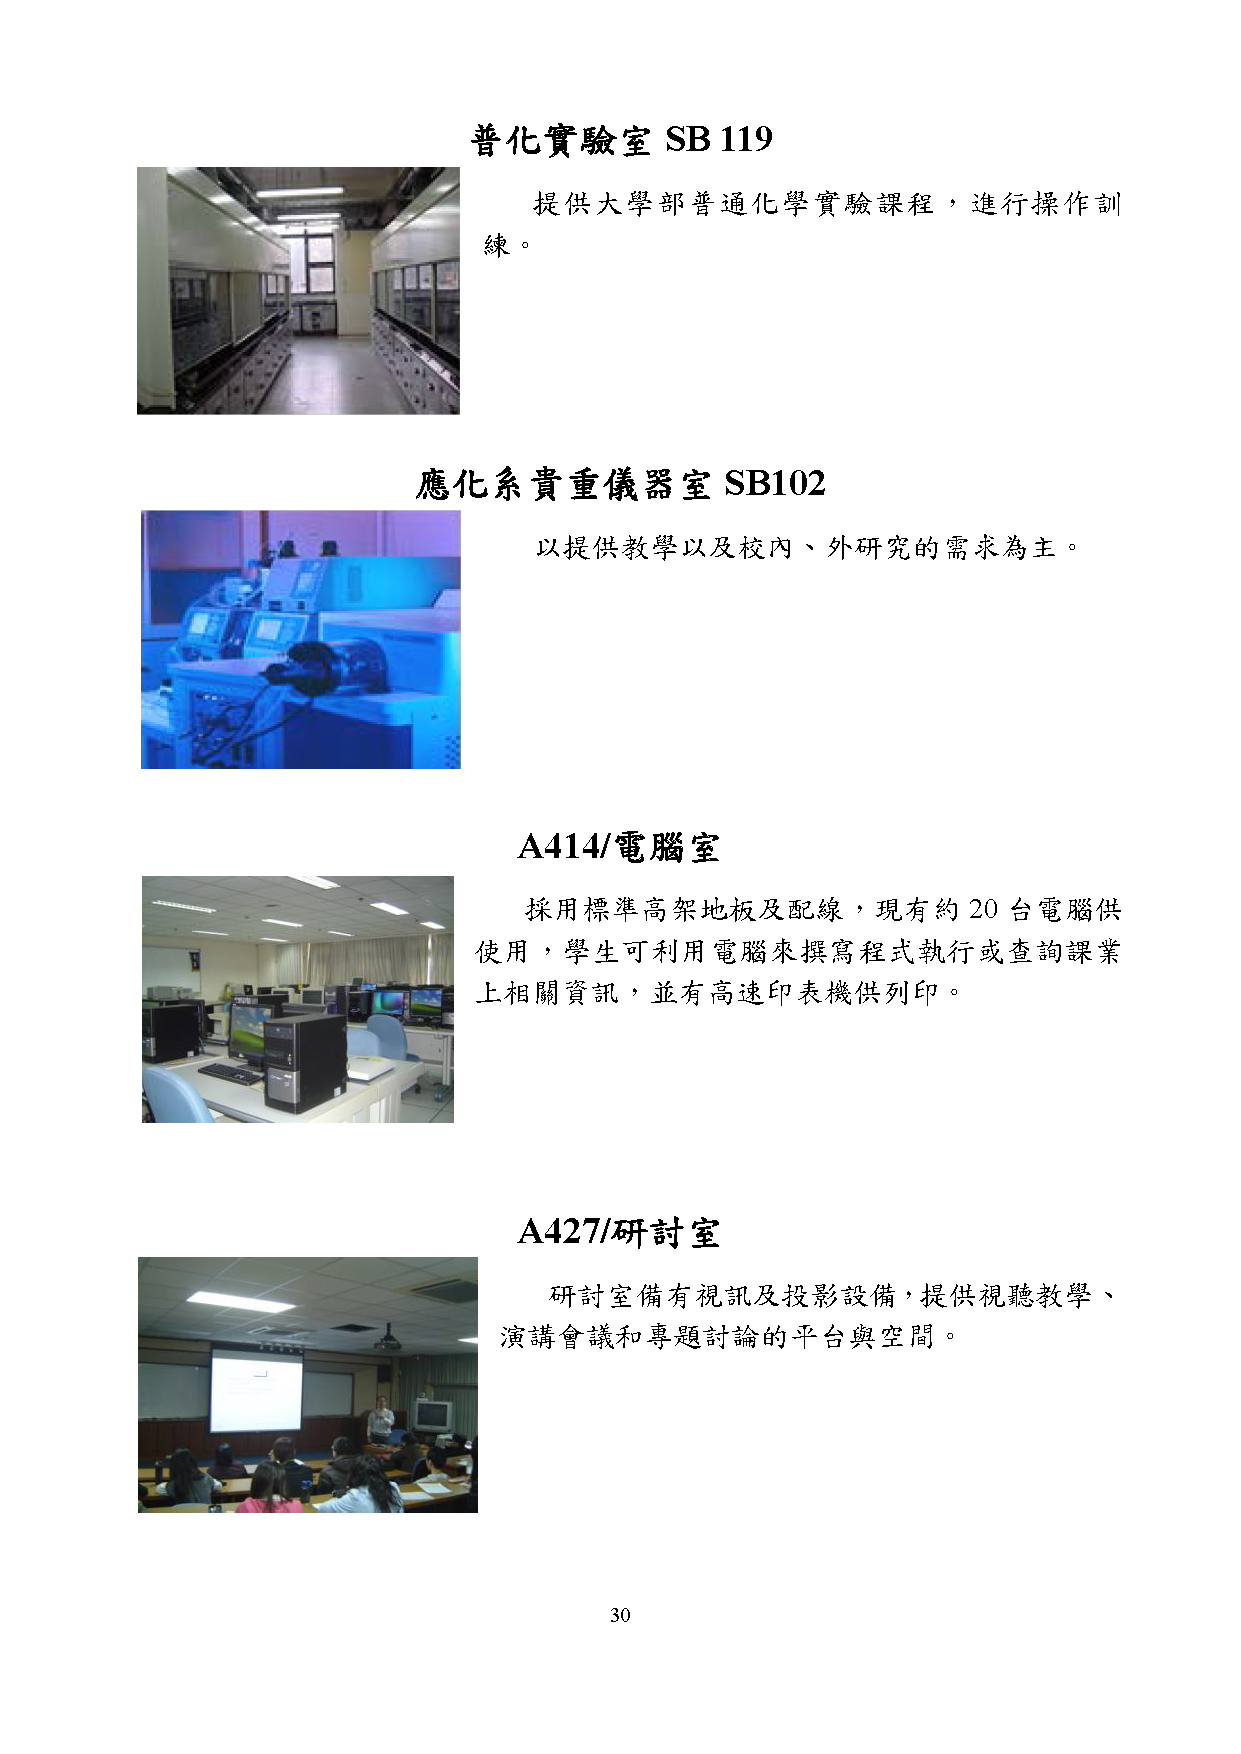 普化實驗室 SB 119
提供大學部普通化學實驗課程，進行操作訓
練。
應化系貴重儀器室 SB102
以提供教學以及校內、外研究的需求為主。
A414/電腦室
採用標準高架地板及配線，現有約 20 台電腦供
使用，學生可利用電腦來撰寫程式執行或查詢課業
上相關資訊，並有高速印表機供列印。
A427/研討室
研討室備有視訊及投影設備，提供視聽教學、
演講會議和專題討論的平台與空間。
30